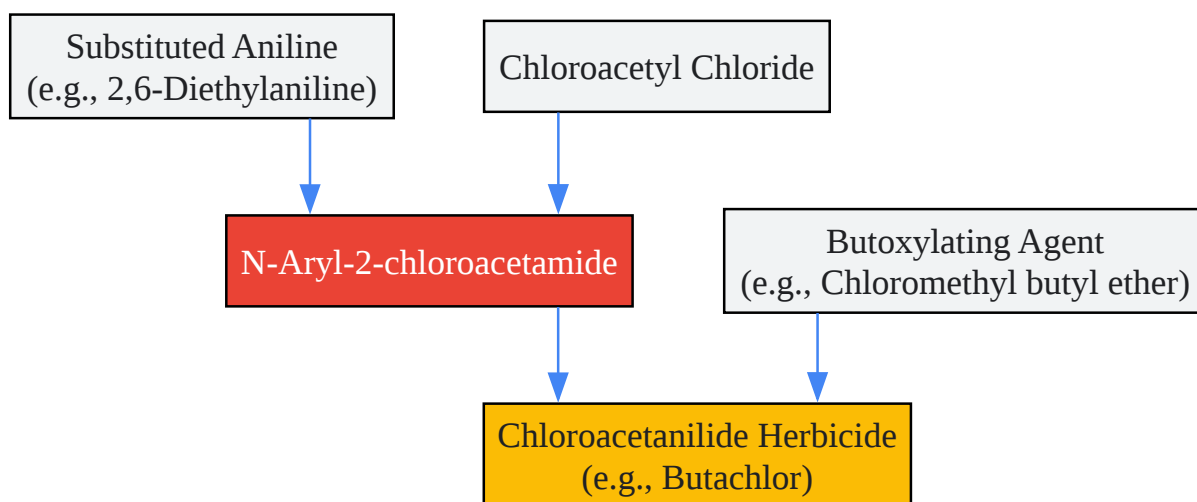 Substituted Aniline
(e.g., 2,6-Diethylaniline)
Chloroacetyl Chloride
N-Aryl-2-chloroacetamide
Butoxylating Agent
(e.g., Chloromethyl butyl ether)
Chloroacetanilide Herbicide
(e.g., Butachlor)